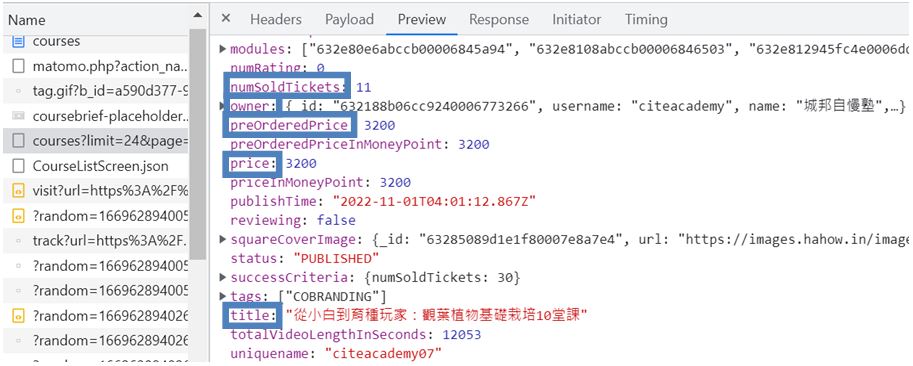 Name
courses
matomo.php?action_na...
tag.gif?b_id=a590d377-9
coursebrief-placeholder...
courses?limit=24&page=
CourseListScreen.json
visit?url=https%3A%2F%
?random=166962894005
track?url=https%3A%2F.
?random=166962894005
?random=166962894005
?random=166962894026
?random=166962894026
Headers Payload Preview Response Initiator Timing
modules: ["632e80e6abccb00006845a94", "632e8108abccb00006846503", "632e812945fc4e0006dc
numRating: 0
numSoldTickets: 11
owner: {_id: "632188b06cc9240006773266", username: "citeacademy", name: "城邦自慢塾",…}
preOrderedPrice 3200
preOrderedPriceInMoneyPoint: 3200
price: 3200
priceInMoneyPoint: 3200
publishTime: "2022-11-01T04:01:12.867Z"
reviewing: false
squareCoverImage: {_id: "63285089d1e1f80007e8a7e4", url: "https://images.hahow.in/image
status: "PUBLISHED"
successCriteria: {numSoldTickets: 30}
tags: ["COBRANDING"]
title: "從小白到育種玩家：觀葉植物基礎栽培10堂課"
totalVideoLengthInSeconds: 12053
uniquename: "citeacademy07"